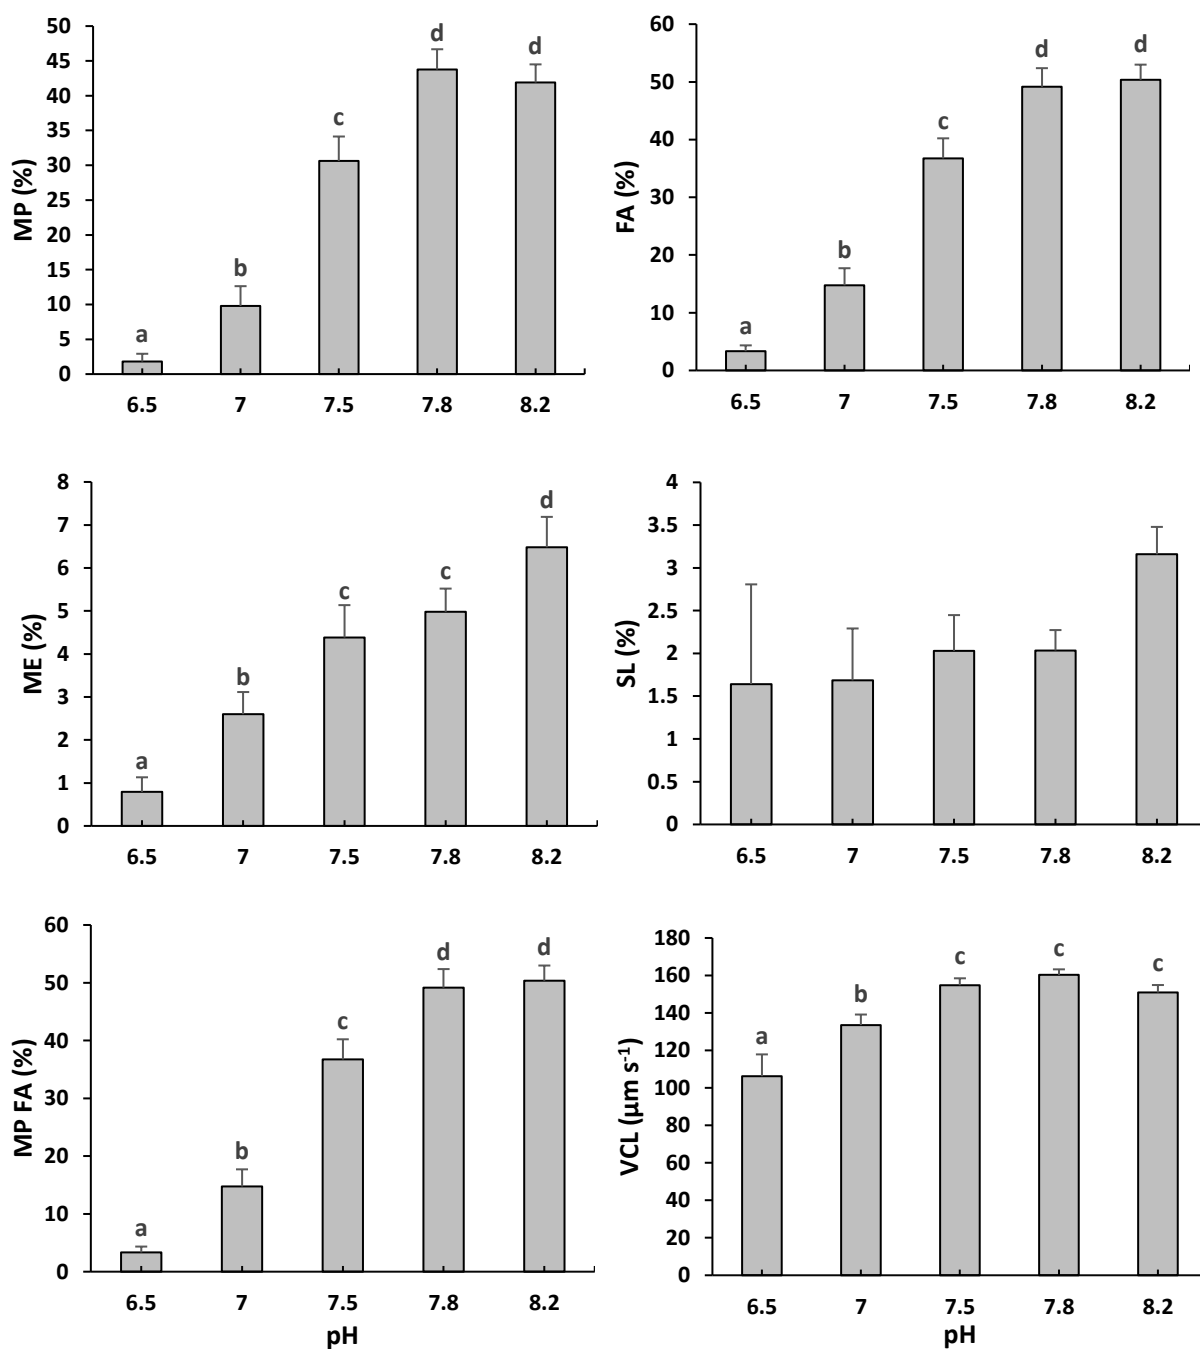 MP (%)
50
45
40
35
30
25
20
15
10
5
0
a
b
c
d
d
6.5 7 7.5 7.8 8.2
FA (%)
60
50
40
30
20
10
0
a
b
c
d
d
6.5 7 7.5 7.8 8.2
ME (%)
8
7
6
5
4
3
2
1
0
a
b
c
c
d
6.5 7 7.5 7.8 8.2
SL (%)
4
3.5
3
2.5
2
1.5
1
0.5
0
6.5 7 7.5 7.8 8.2
MP FA (%)
60
50
40
30
20
10
0
a
b
c
d
d
6.5 7 7.5 7.8 8.2
pH
VCL (µm s⁻¹)
180
160
140
120
100
80
60
40
20
0
a
b
c
c
c
6.5 7 7.5 7.8 8.2
pH